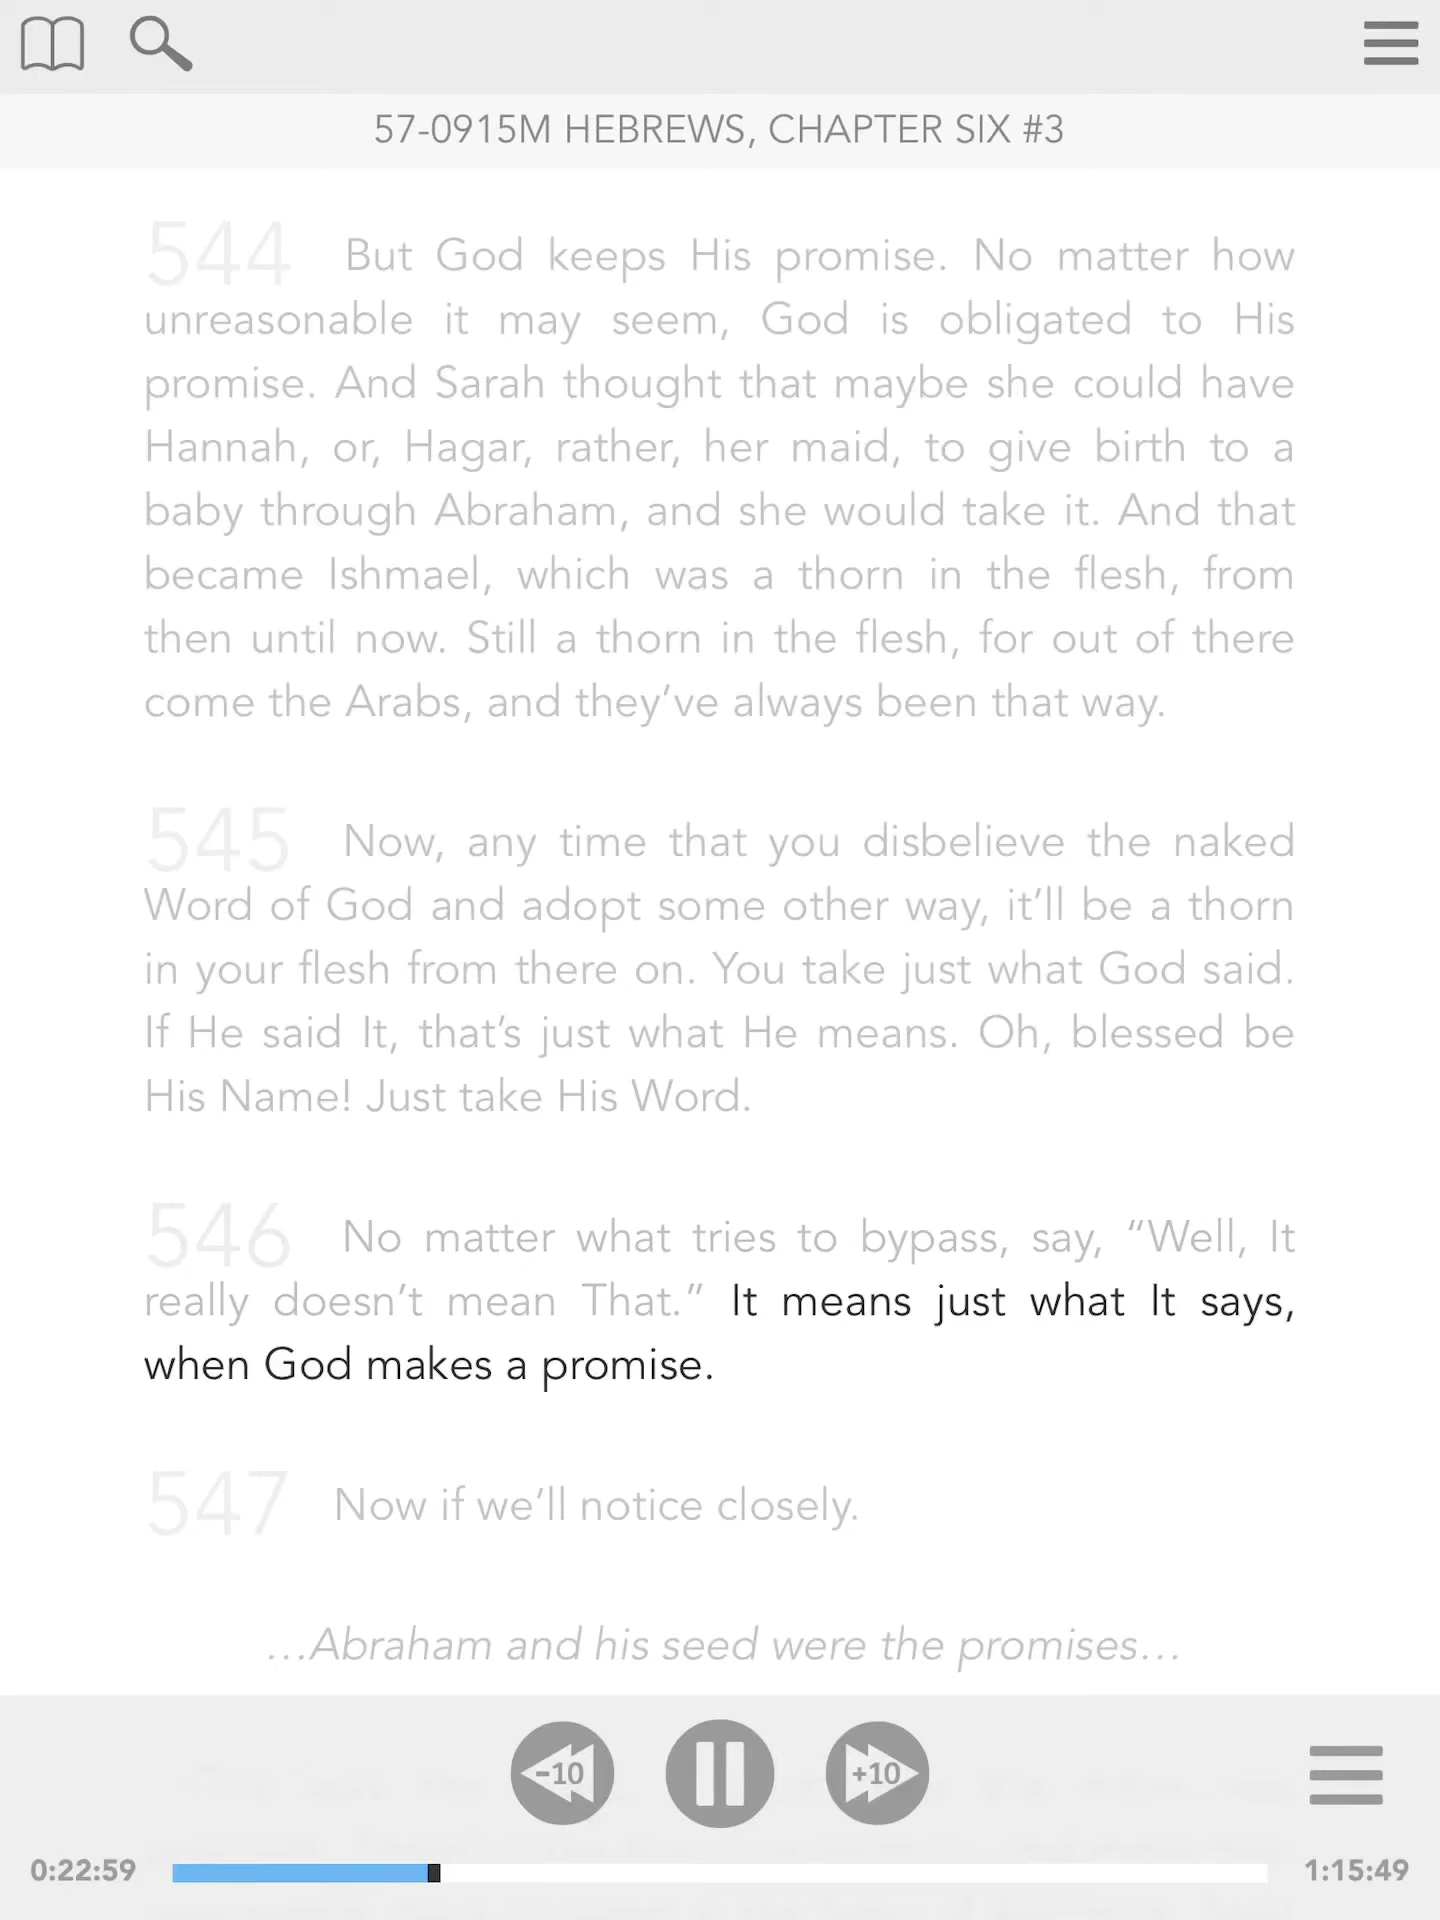 57-0915M HEBREWS, CHAPTER SIX #3
544 But God keeps His promise. No matter how
unreasonable it may seem, God is obligated to His
promise. And Sarah thought that maybe she could have
Hannah, or, Hagar, rather, her maid, to give birth to a
baby through Abraham, and she would take it. And that
became Ishmael, which was a thorn in the flesh, from
then until now. Still a thorn in the flesh, for out of there
come the Arabs, and they’ve always been that way.
545 Now, any time that you disbelieve the naked
Word of God and adopt some other way, it’ll be a thorn
in your flesh from there on. You take just what God said.
If He said It, that’s just what He means. Oh, blessed be
His Name! Just take His Word.
546 No matter what tries to bypass, say, “Well, It
really doesn’t mean That.” It means just what It says,
when God makes a promise.
547 Now if we’ll notice closely.
…Abraham and his seed were the promises…
-10 +10
0:22:59 1:15:49